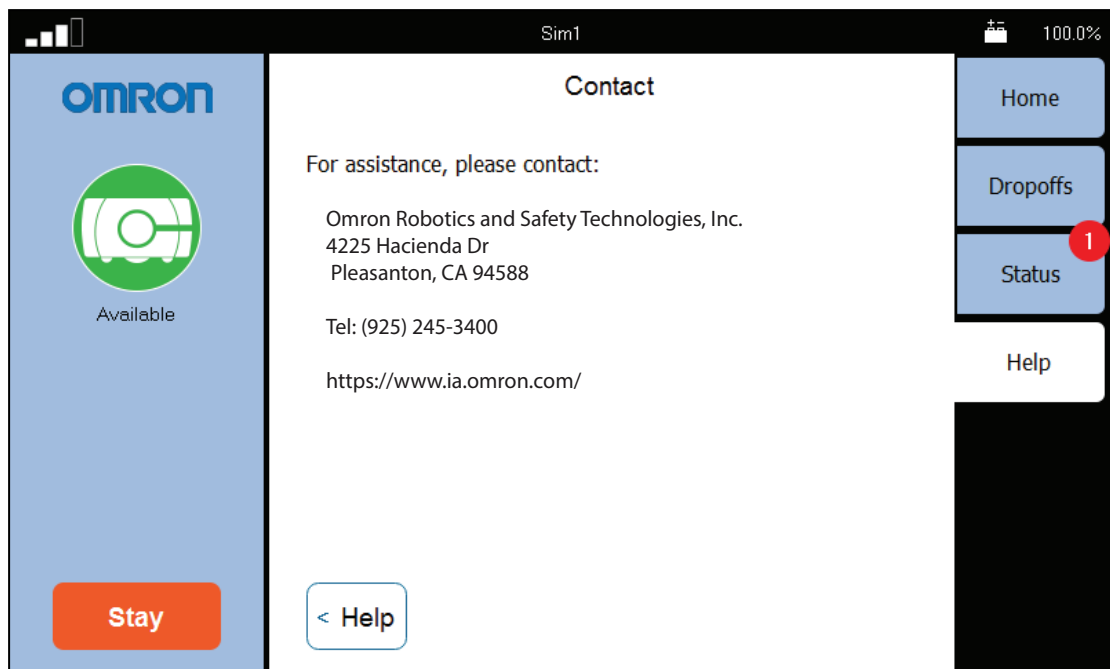 Sim1
100.0%
OMRON
Available
Stay
Contact
For assistance, please contact:
Omron Robotics and Safety Technologies, Inc.
4225 Hacienda Dr
Pleasanton, CA 94588
Tel: (925) 245-3400
https://www.ia.omron.com/
< Help
Home
Dropoffs
1
Status
Help